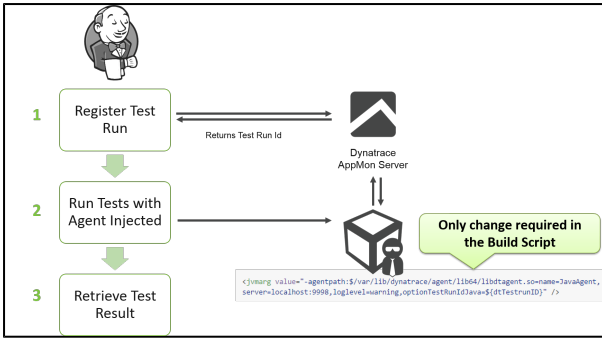 1
Register Test
Run
Returns Test Run Id
Dynatrace
AppMon Server
2
Run Tests with
Agent Injected
Only change required in
the Build Script
<jvmarg value="-agentpath:$/var/lib/dynatrace/agent/lib64/libdtagent.so=name=JavaAgent,
server=localhost:9998,loglevel=warning,optionTestRunIdJava=${dtTestrunID}" />
3
Retrieve Test
Result